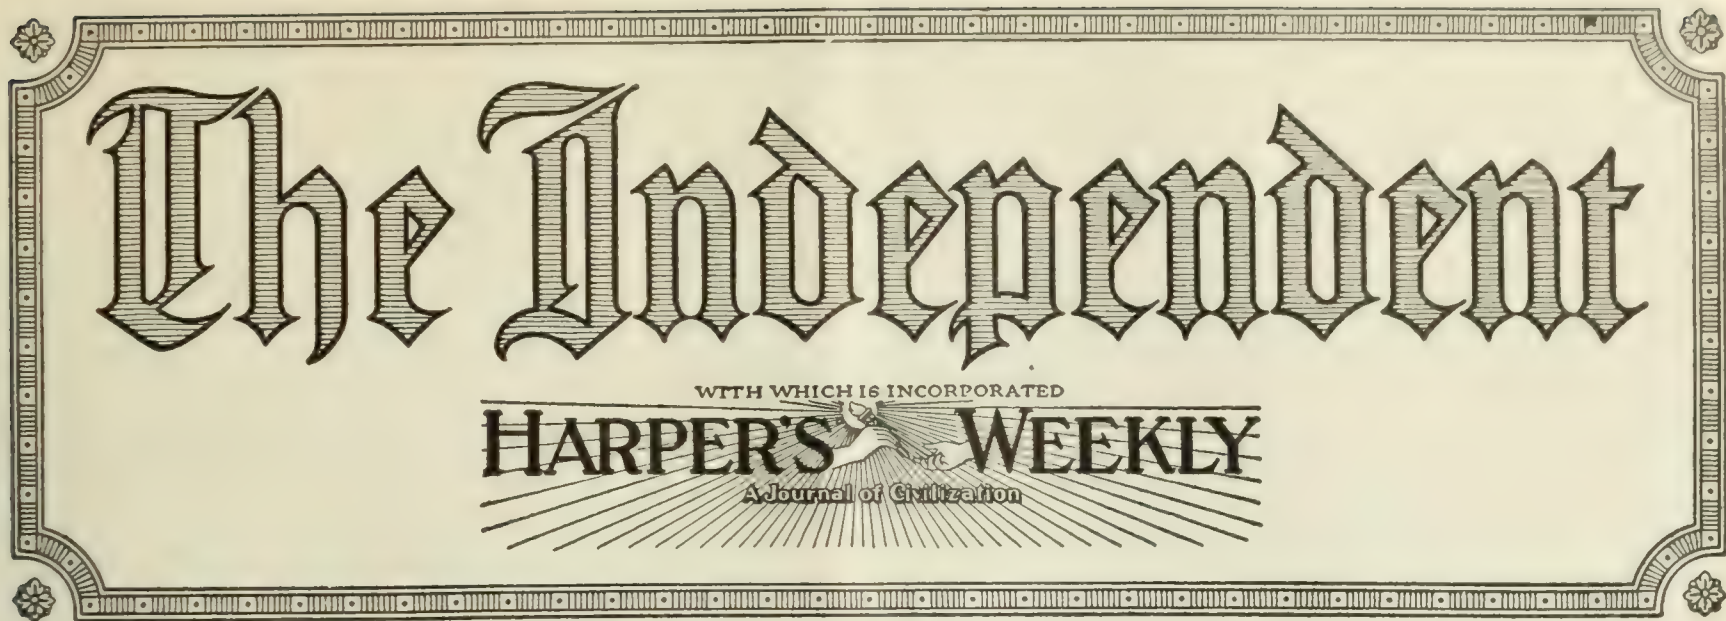 The Independent
WITH WHICH IS INCORPORATED
HARPER'S WEEKLY
A Journal of Civilization